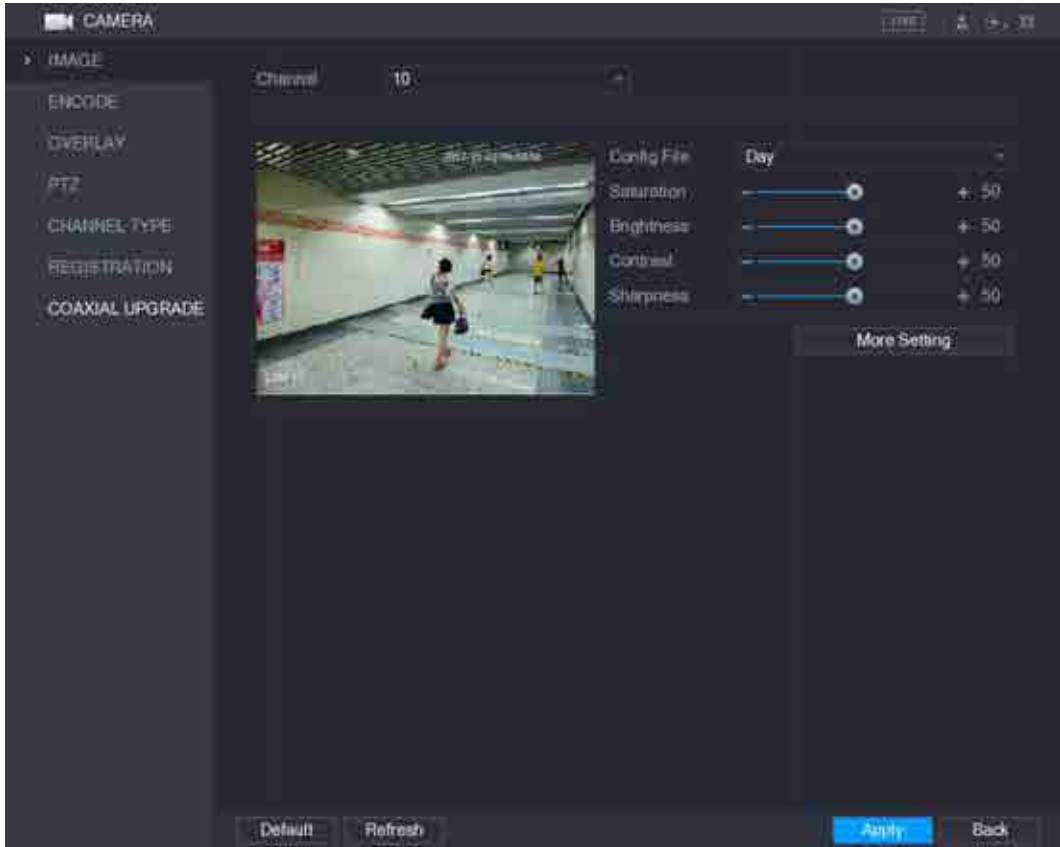 CAMERA
LIVE
IMAGE
ENCODE
OVERLAY
PTZ
CHANNEL TYPE
REGISTRATION
COAXIAL UPGRADE
Channel 10
Config File Day
Saturation - + 50
Brightness - + 50
Contrast - + 50
Sharpness - + 50
More Setting
Default Refresh Apply Back